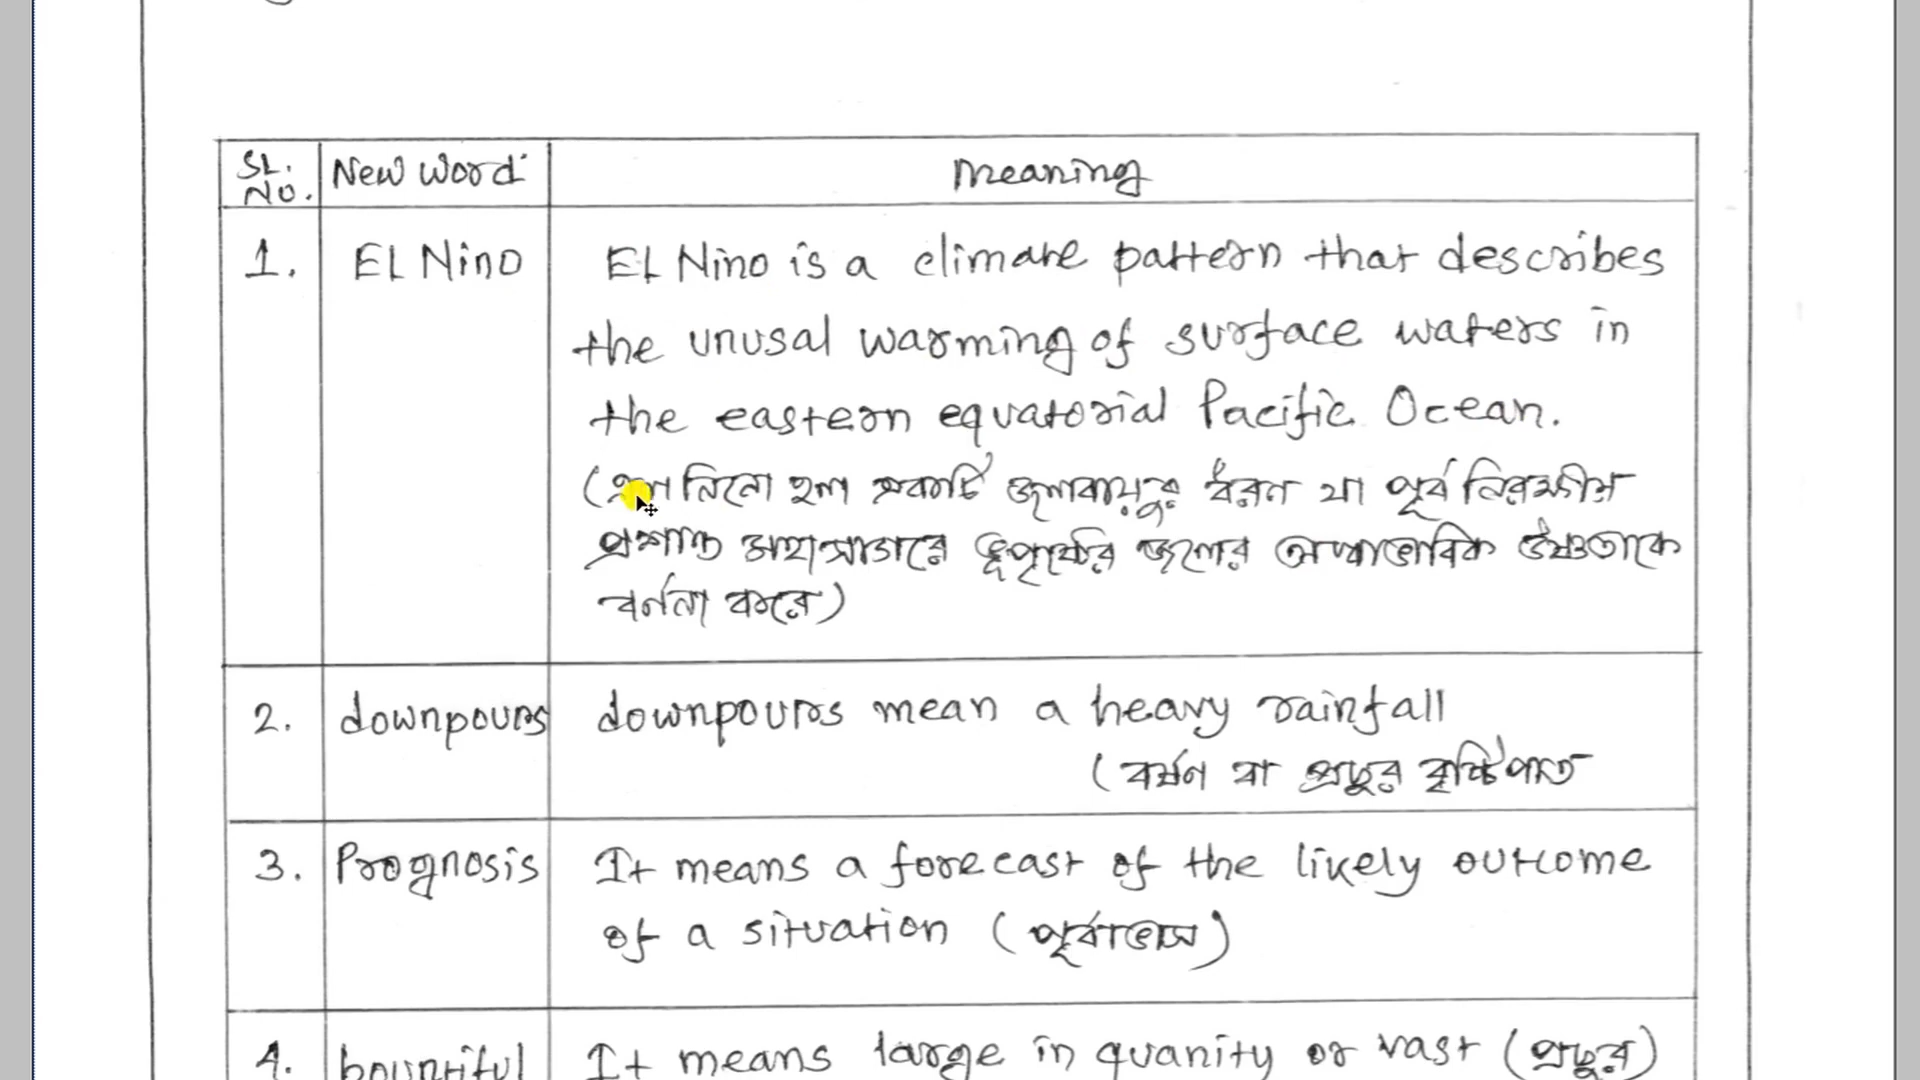 SL. NO. New Word Meaning
1. EL Nino EL Nino is a climate pattern that describes
the unusal warming of surface waters in
the eastern equatorial Pacific Ocean.
(এল নিনো হল একটি জলবায়ুর ধরন যা পূর্ব নিরক্ষীয়
প্রশান্ত মহাসাগরে ভূপৃষ্ঠের জলের অস্বাভাবিক উষ্ণতাকে
বর্ননা করে)
2. downpours downpours mean a heavy rainfall
(বর্ষন বা প্রচুর বৃষ্টিপাত
3. Prognosis It means a forecast of the likely outcome
of a situation (পূর্বাভাস)
4. bountiful It means large in quanity or vast (প্রচুর)